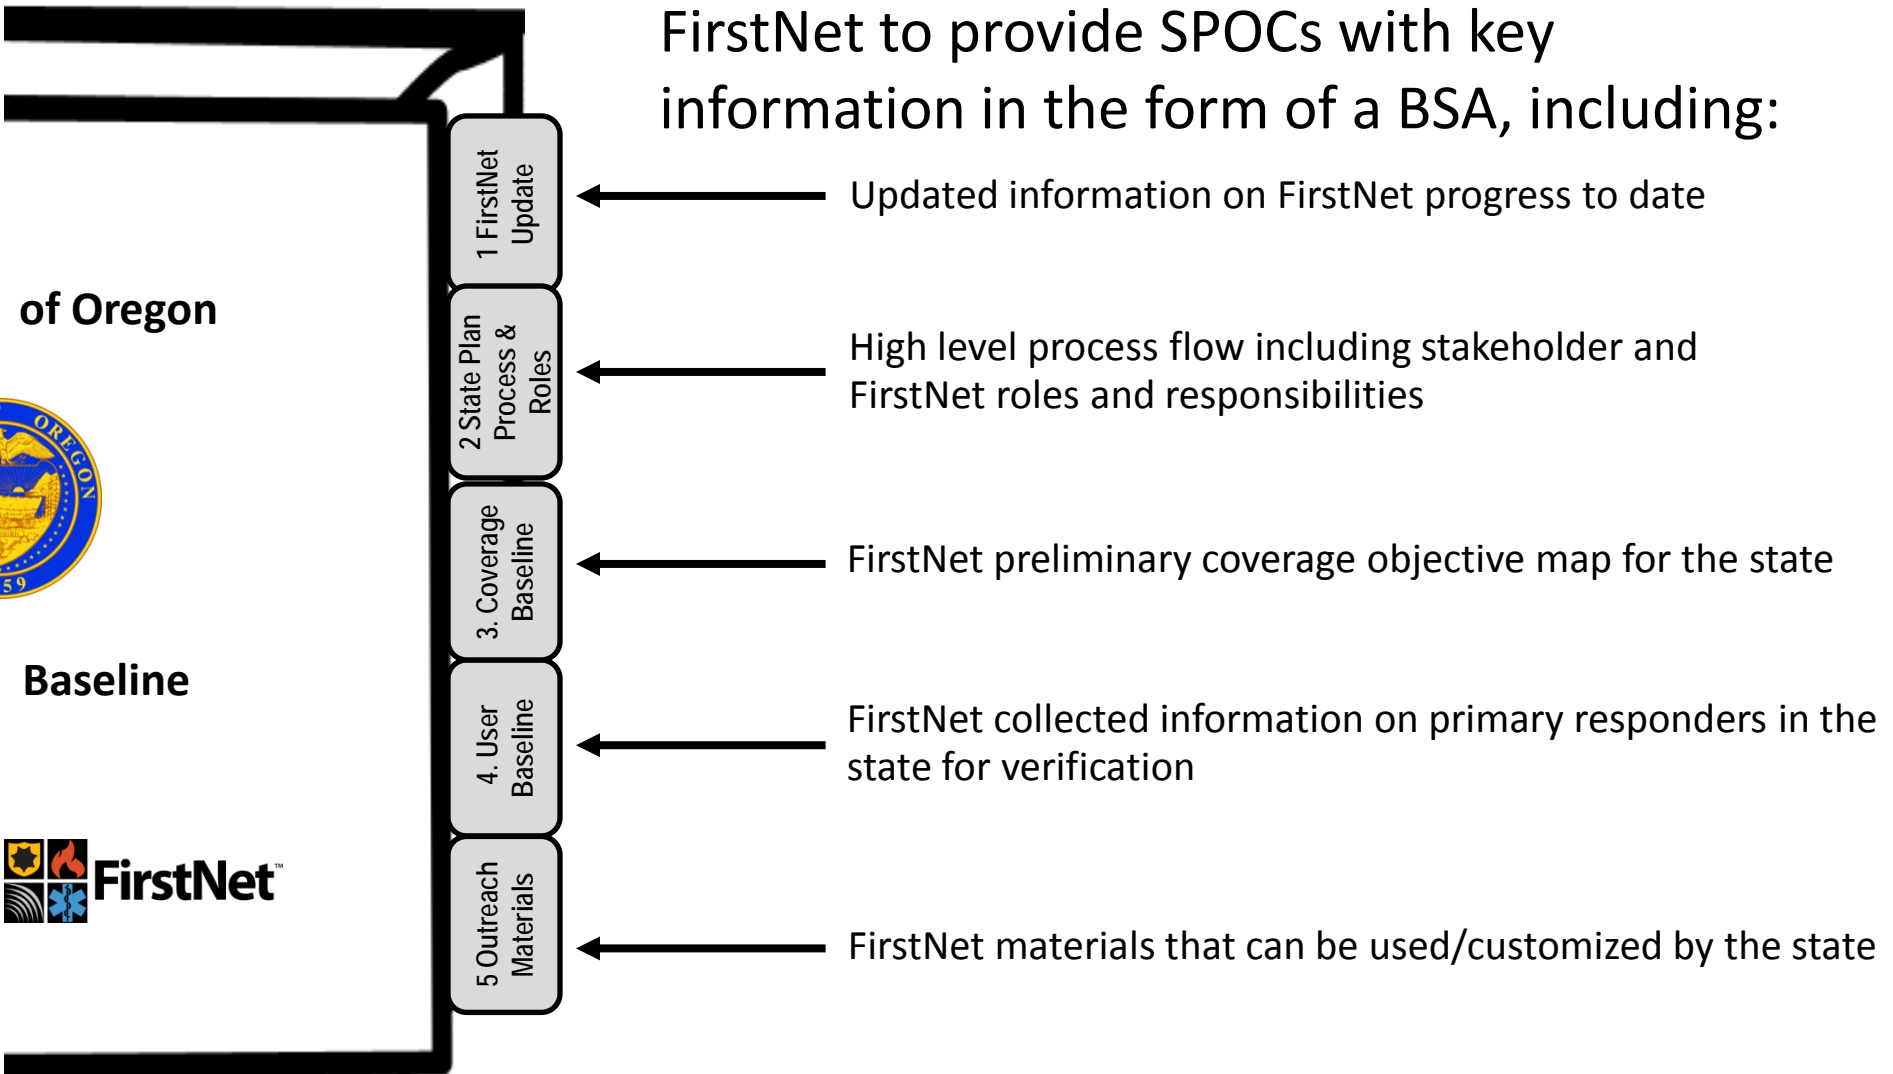 FirstNet to provide SPOCs with key
information in the form of a BSA, including:
1 FirstNet
Update
Updated information on FirstNet progress to date
of Oregon
2 State Plan
Process &
Roles
High level process flow including stakeholder and
FirstNet roles and responsibilities
OREGON
59
3. Coverage
Baseline
FirstNet preliminary coverage objective map for the state
Baseline
4. User
Baseline
FirstNet collected information on primary responders in the
state for verification
FirstNet™
5 Outreach
Materials
FirstNet materials that can be used/customized by the state